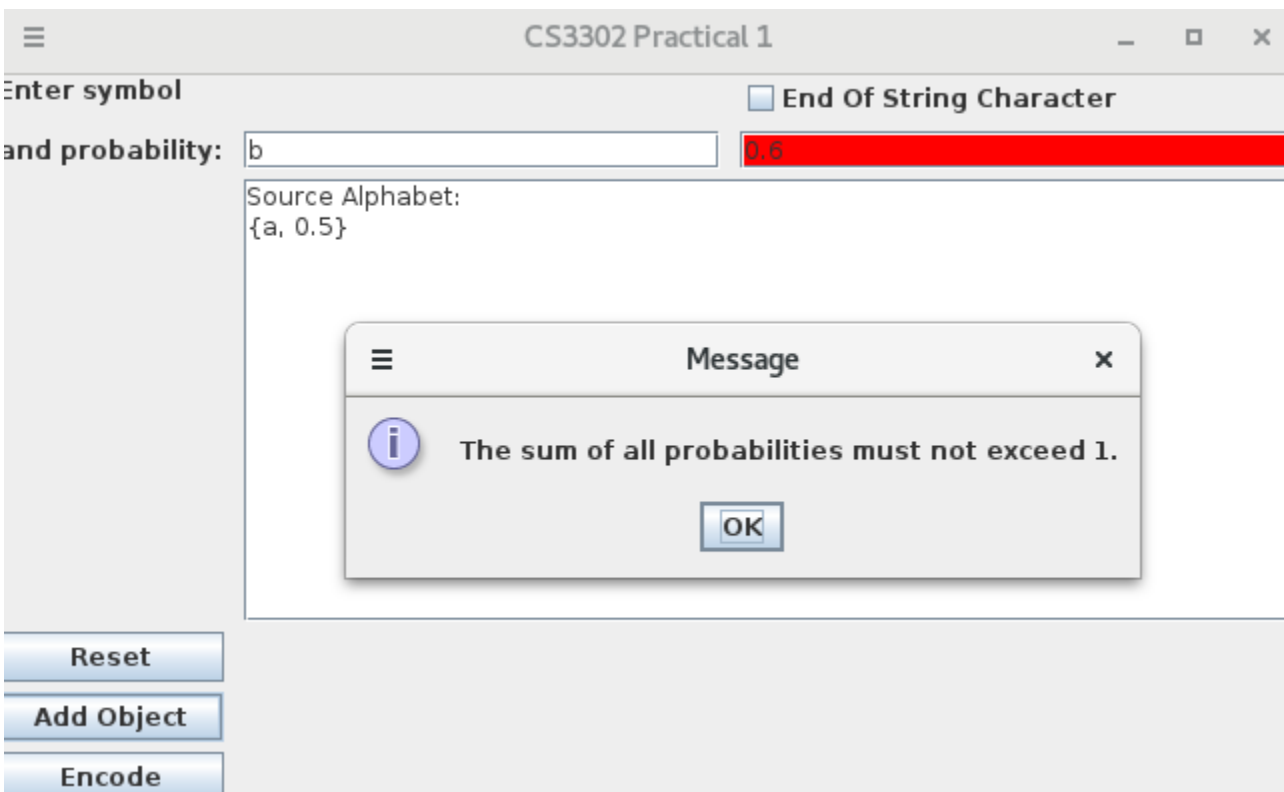 CS3302 Practical 1
Enter symbol
End Of String Character
and probability:
b
0.6
Source Alphabet:
{a, 0.5}
Message
The sum of all probabilities must not exceed 1.
OK
Reset
Add Object
Encode